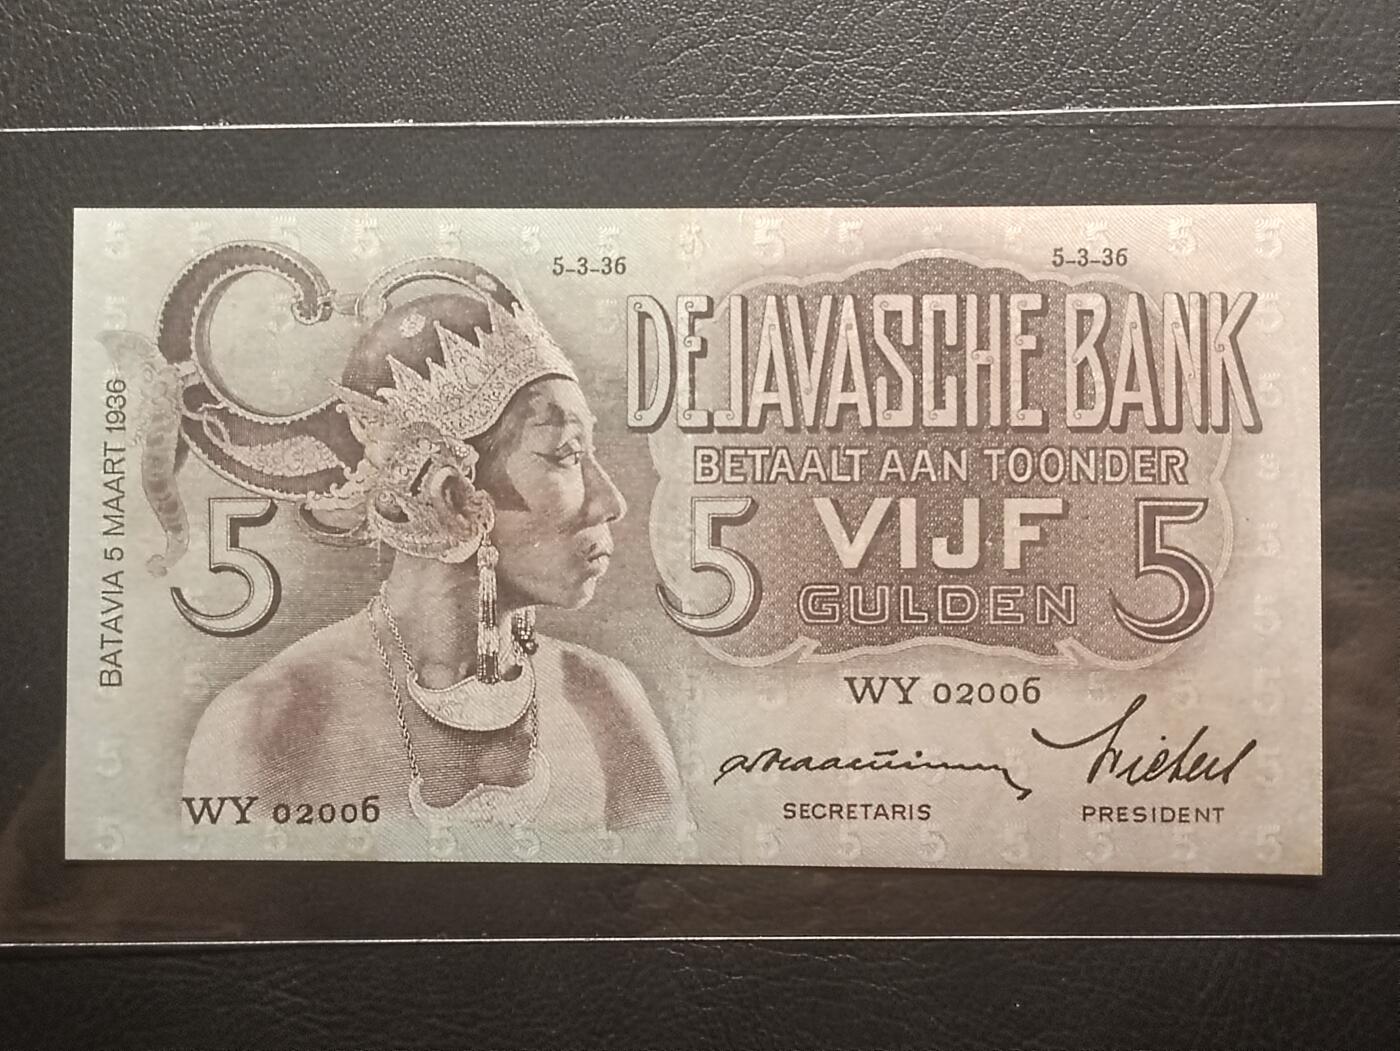 5-3-36
5-3-36
DE JAVASCHE BANK
BETAALT AAN TOONDER
5 VIJF 5
GULDEN
5
BATAVIA 5 MAART 1936
WY 02006
WY 02006
SECRETARIS
PRESIDENT